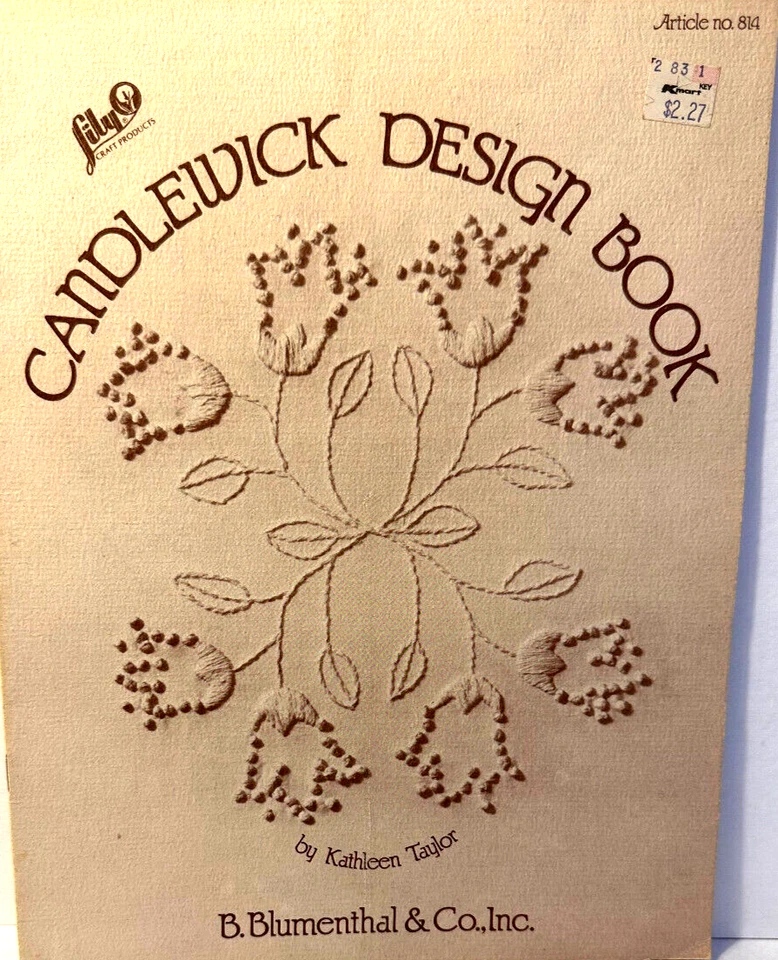 Article no. 814
2 83 1
KEY
Kmart
$2.27
Lily
CRAFT PRODUCTS
CANDLEWICK DESIGN BOOK
by Kathleen Taylor
B. Blumenthal & Co., Inc.